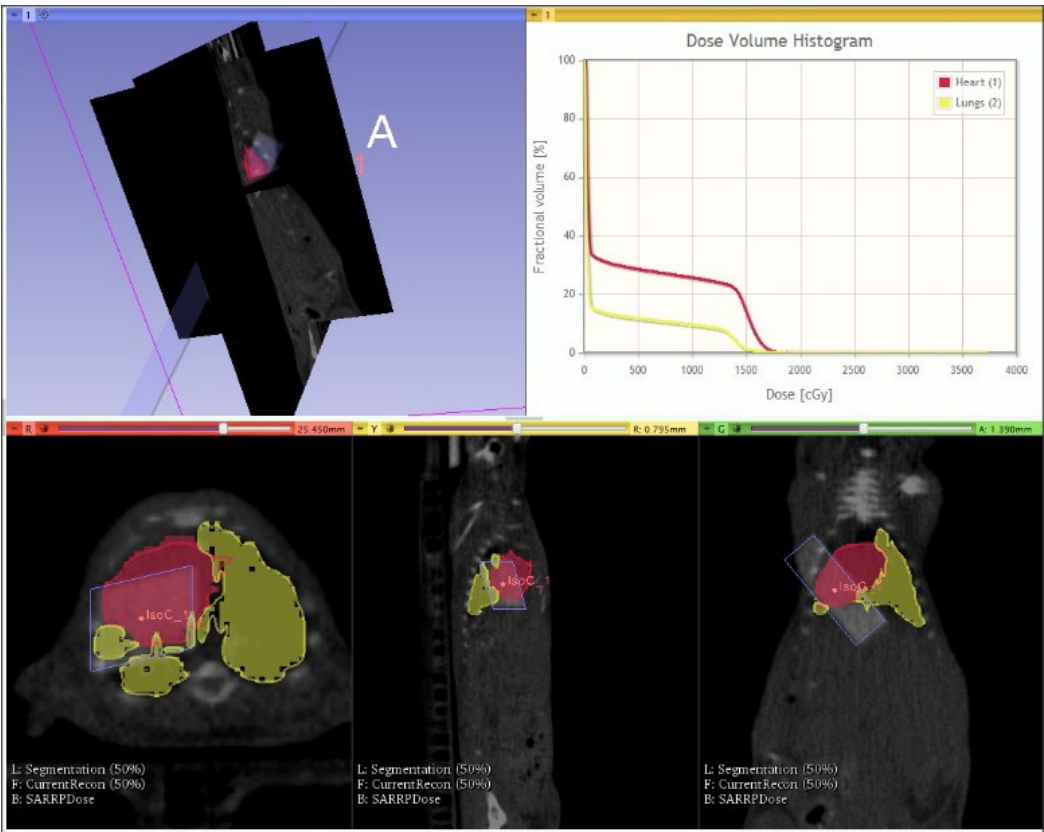 1
1
A
1
Dose Volume Histogram
Heart (1)
Lungs (2)
Fractional volume [%]
100
80
60
40
20
0
0 500 1000 1500 2000 2500 3000 3500 4000
Dose [cGy]
R 25.450mm
Y R: 0.795mm
G A: 1.390mm
IsoC_1
IsoC_1
IsoC
L: Segmentation (50%)
F: CurrentRecon (50%)
B: SARRPDose
L: Segmentation (50%)
F: CurrentRecon (50%)
B: SARRPDose
L: Segmentation (50%)
F: CurrentRecon (50%)
B: SARRPDose